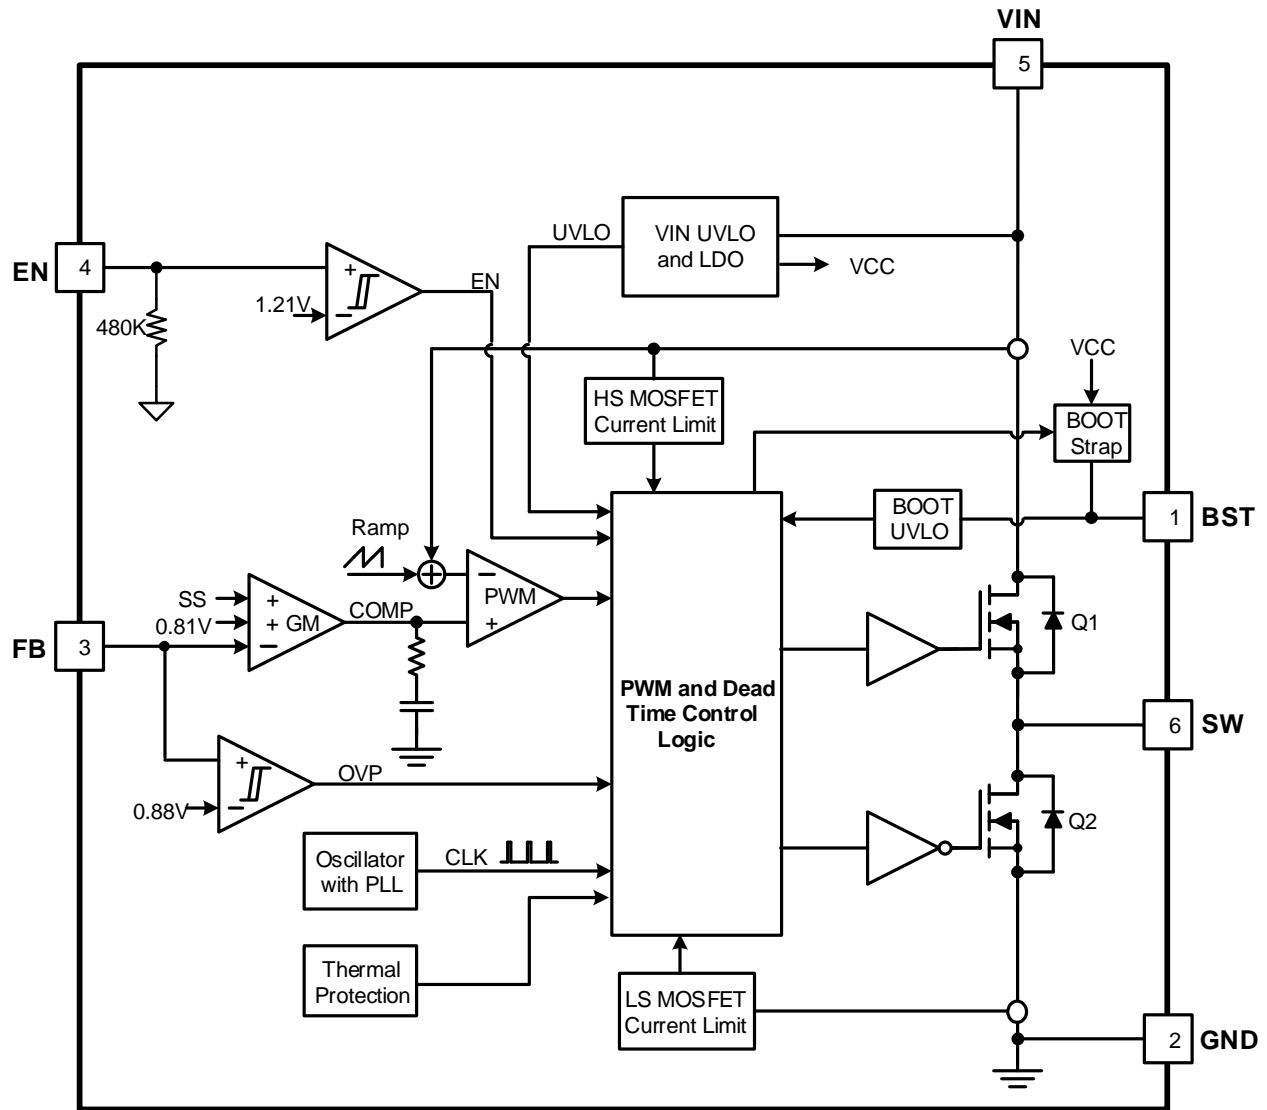 VIN
5
UVLO
VIN UVLO
and LDO
VCC
EN
4
EN
1.21V
+
−
480K
VCC
HS MOSFET
Current Limit
BOOT
Strap
BOOT
UVLO
1
BST
Ramp
+
−
PWM
+
SS
0.81V
+
+
−
GM
COMP
FB
3
Q1
PWM and Dead
Time Control
Logic
6
SW
+
−
OVP
0.88V
Q2
Oscillator
with PLL
CLK
Thermal
Protection
LS MOSFET
Current Limit
2
GND